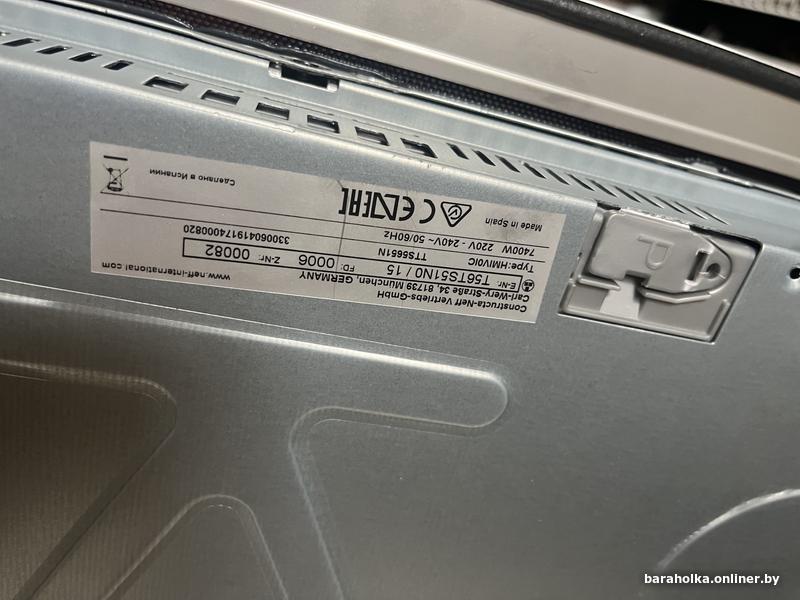 Constructa-Neff Vertriebs-GmbH
Carl-Wery-Straße 34, 81739 München, GERMANY
www.neff-international.com
E-Nr.: T56TS51N0 / 15 FD: 0006 Z-Nr: 00082
Type:HMIVVIC TTS6661N 330060419174000820
7400W 220V - 240V~ 50/60Hz
Made in Spain
CE EAC
Сделано в Испании
P
baraholka.onliner.by